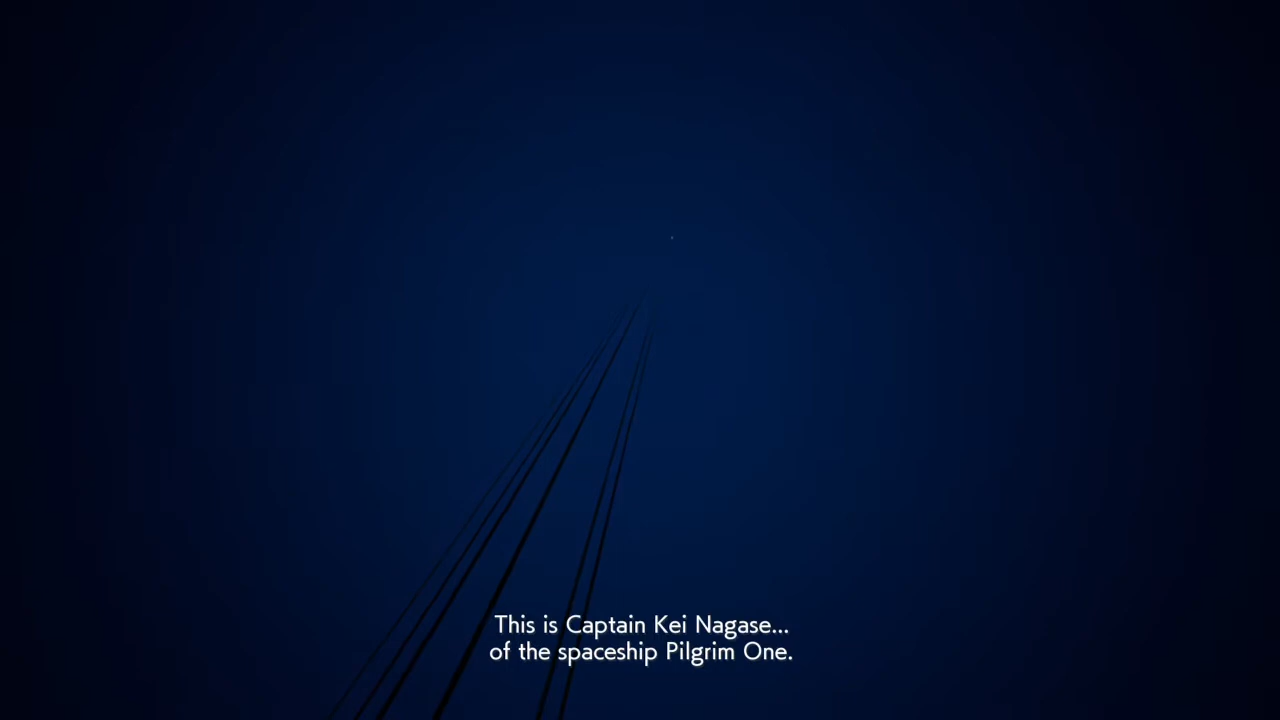 This is Captain Kei Nagase...
of the spaceship Pilgrim One.